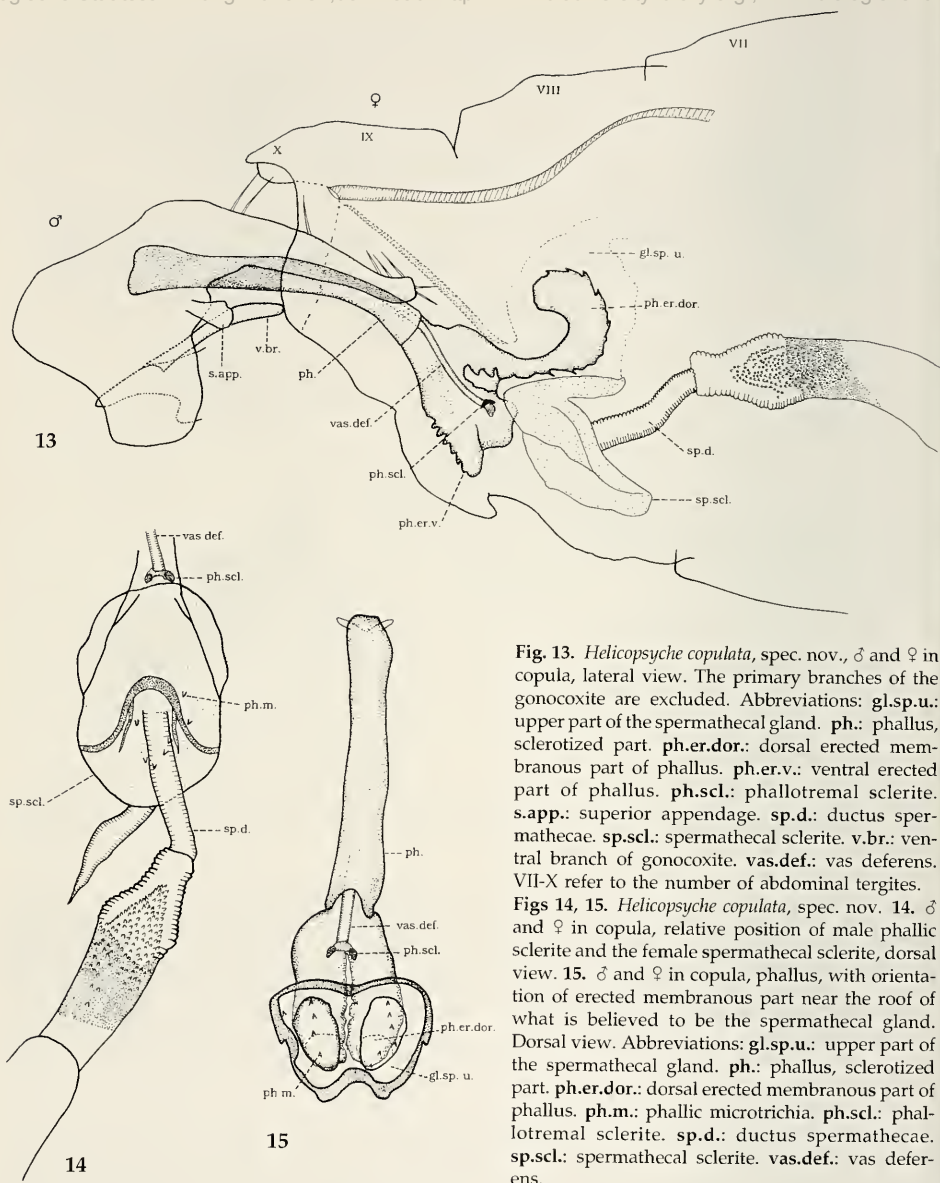 VII
VIII
♀
IX
X
♂
gl.sp. u.
ph.er.dor.
s.app.
v.br.
ph.
vas.def.
ph.scl.
ph.er.v.
sp.d.
sp.scl.
13
vas def.
ph.scl.
ph.m.
sp.scl.
sp.d.
14
ph.
vas.def.
ph.scl.
ph.er.dor.
gl.sp. u.
ph m.
15
Fig. 13. Helicopsyche copulata, spec. nov., ♂ and ♀ in
copula, lateral view. The primary branches of the
gonocoxite are excluded. Abbreviations: gl.sp.u.:
upper part of the spermathecal gland. ph.: phallus,
sclerotized part. ph.er.dor.: dorsal erected mem-
branous part of phallus. ph.er.v.: ventral erected
part of phallus. ph.scl.: phallotremal sclerite.
s.app.: superior appendage. sp.d.: ductus sper-
mathecae. sp.scl.: spermathecal sclerite. v.br.: ven-
tral branch of gonocoxite. vas.def.: vas deferens.
VII-X refer to the number of abdominal tergites.
Figs 14, 15. Helicopsyche copulata, spec. nov. 14. ♂
and ♀ in copula, relative position of male phallic
sclerite and the female spermathecal sclerite, dorsal
view. 15. ♂ and ♀ in copula, phallus, with orienta-
tion of erected membranous part near the roof of
what is believed to be the spermathecal gland.
Dorsal view. Abbreviations: gl.sp.u.: upper part of
the spermathecal gland. ph.: phallus, sclerotized
part. ph.er.dor.: dorsal erected membranous part of
phallus. ph.m.: phallic microtrichia. ph.scl.: phal-
lotremal sclerite. sp.d.: ductus spermathecae.
sp.scl.: spermathecal sclerite. vas.def.: vas defer-
ens.